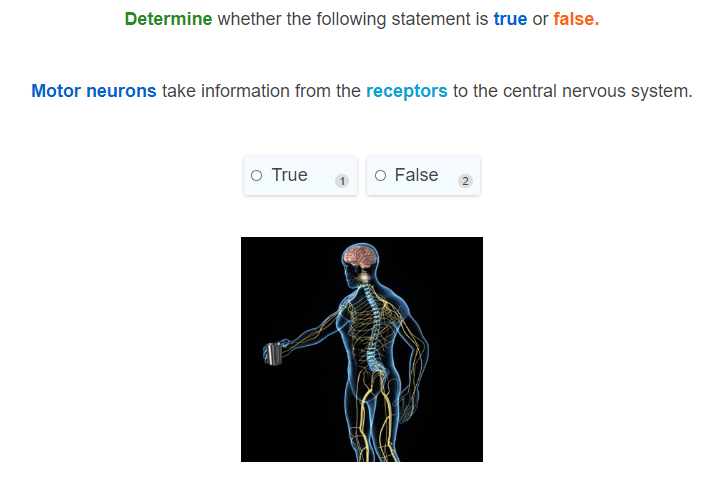 Determine whether the following statement is true or false.
Motor neurons take information from the receptors to the central nervous system.
True 1 False 2